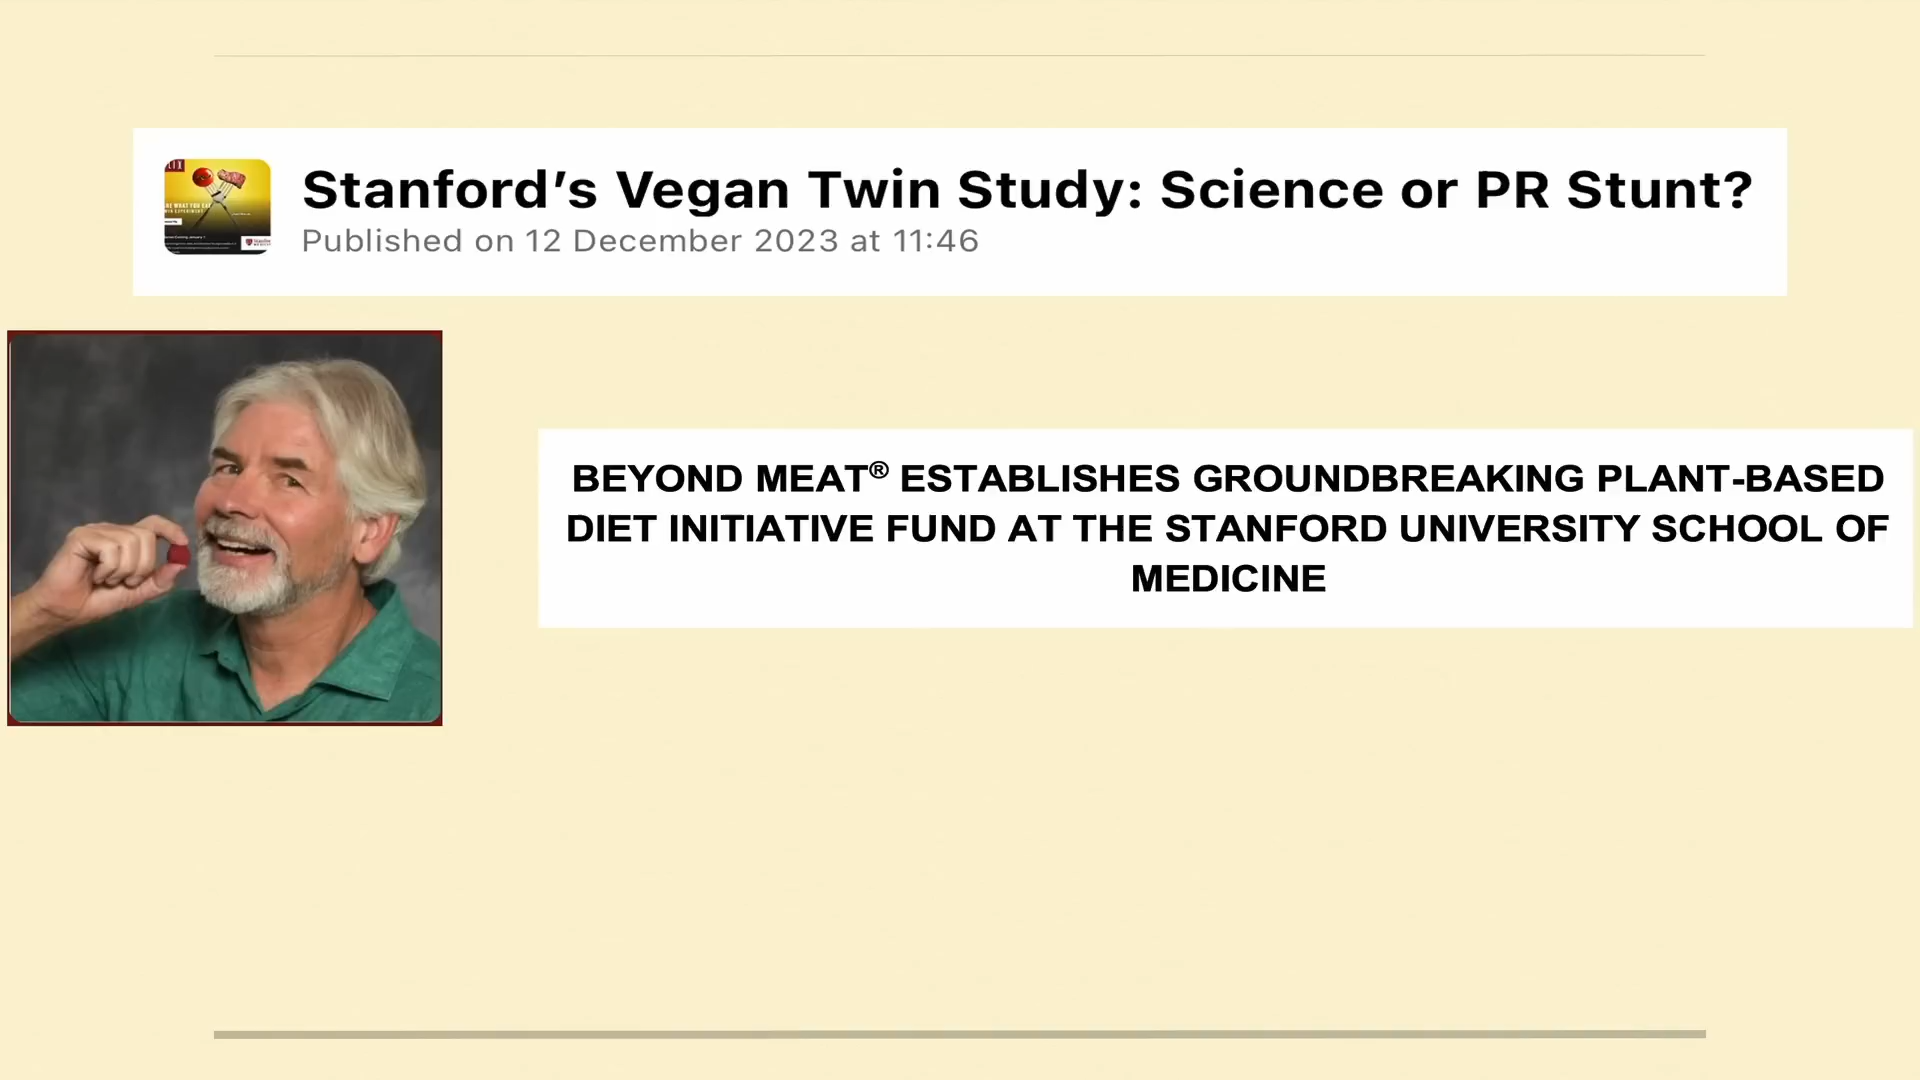 Stanford’s Vegan Twin Study: Science or PR Stunt?
Published on 12 December 2023 at 11:46
BEYOND MEAT® ESTABLISHES GROUNDBREAKING PLANT-BASED
DIET INITIATIVE FUND AT THE STANFORD UNIVERSITY SCHOOL OF
MEDICINE